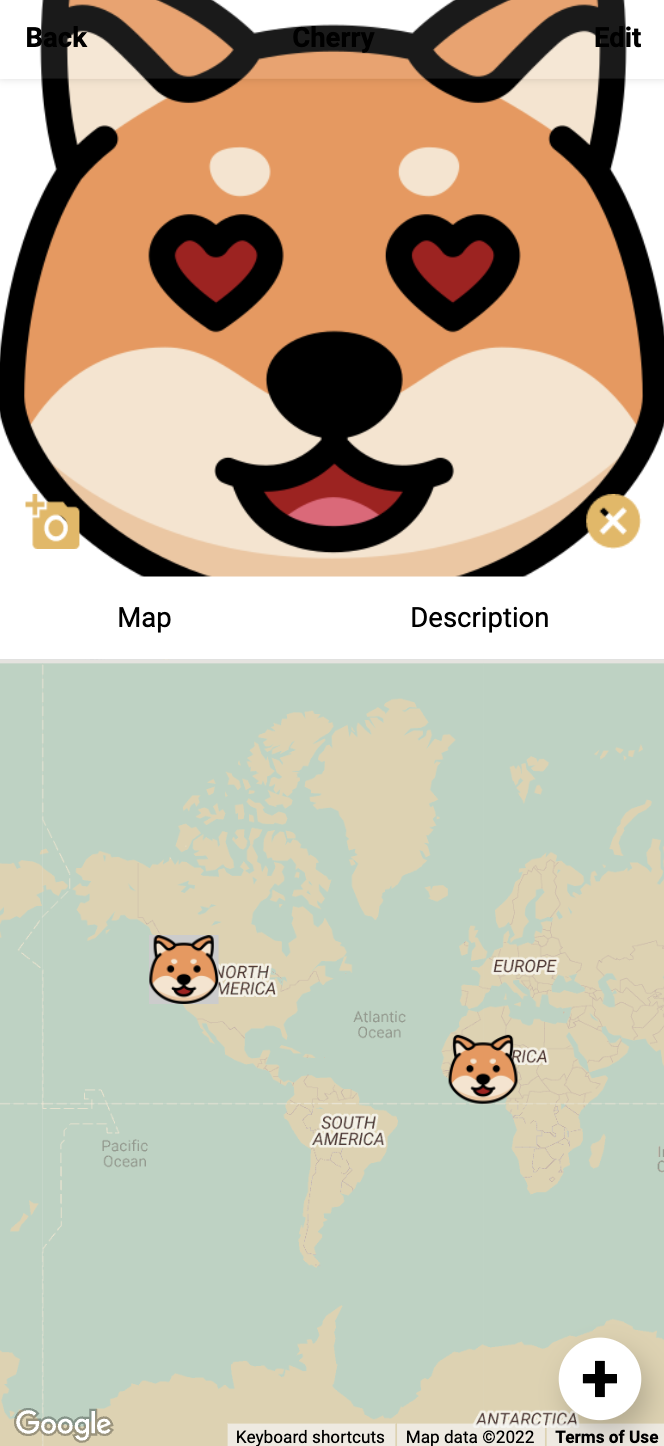 Back Cherry Edit
Map Description
NORTH
AMERICA
EUROPE
Atlantic
Ocean
SOUTH
AMERICA
Pacific
Ocean
ANTARCTICA
Google
Keyboard shortcuts Map data ©2022 Terms of Use